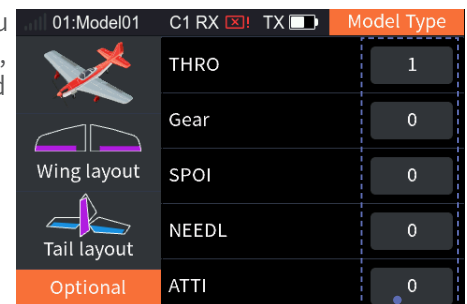 u
,
d
01:Model01 C1 RX ! TX Model Type
THRO 1
Gear 0
Wing layout
SPOI 0
NEEDL 0
Tail layout
Optional
ATTI 0